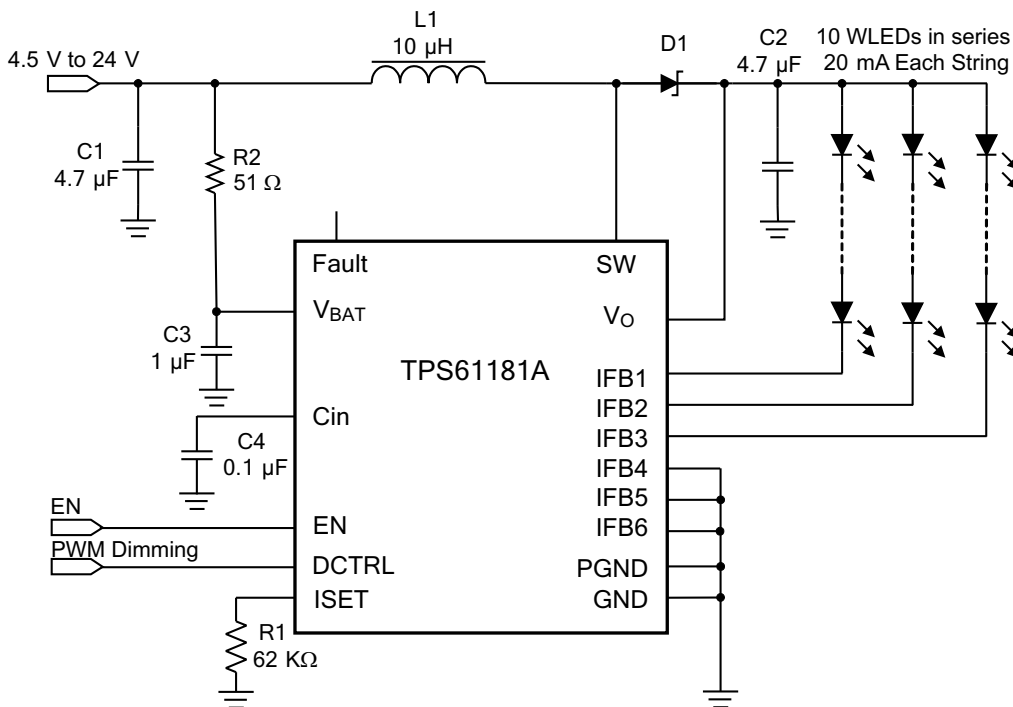 L1
10 µH
4.5 V to 24 V
D1
C2
4.7 µF
10 WLEDs in series
20 mA Each String
C1
4.7 µF
R2
51 Ω
Fault
SW
VBAT
VO
C3
1 µF
TPS61181A
IFB1
IFB2
IFB3
IFB4
IFB5
IFB6
Cin
C4
0.1 µF
EN
EN
PWM Dimming
DCTRL
PGND
ISET
GND
R1
62 KΩ